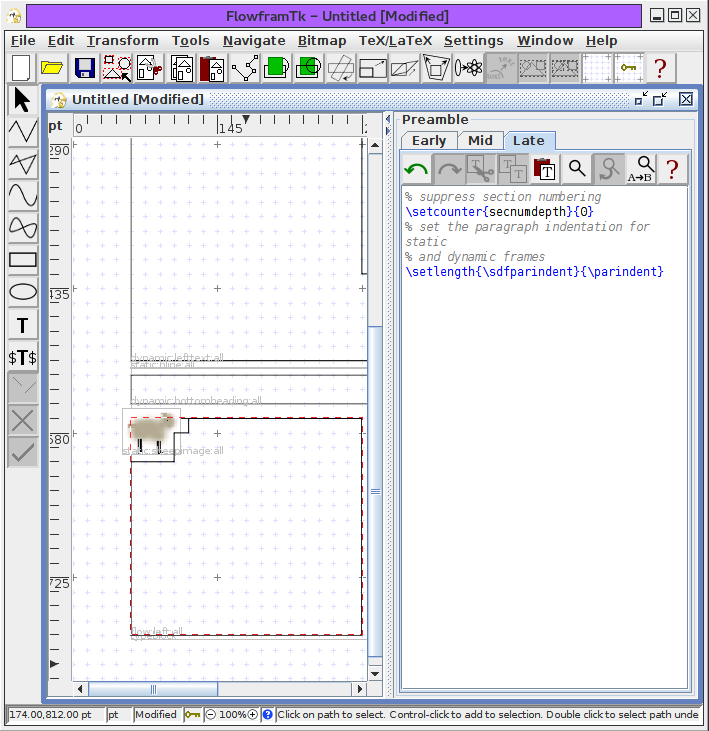 FlowframTk – Untitled [Modified]
File Edit Transform Tools Navigate Bitmap TeX/LaTeX Settings Window Help
?
Untitled [Modified]
pt 0 145
290
435
580
725
T
$T$
dynamic:lefttext:all
static:hline:all
dynamic:bottomheading:all
static:sheepimage:all
flow:left:all
typeblock
Preamble
Early Mid Late
T T T T A→B ?
% suppress section numbering
\setcounter{secnumdepth}{0}
% set the paragraph indentation for
static
% and dynamic frames
\setlength{\sdfparindent}{\parindent}
174.00,812.00 pt pt Modified 100% ? Click on path to select. Control-click to add to selection. Double click to select path unde